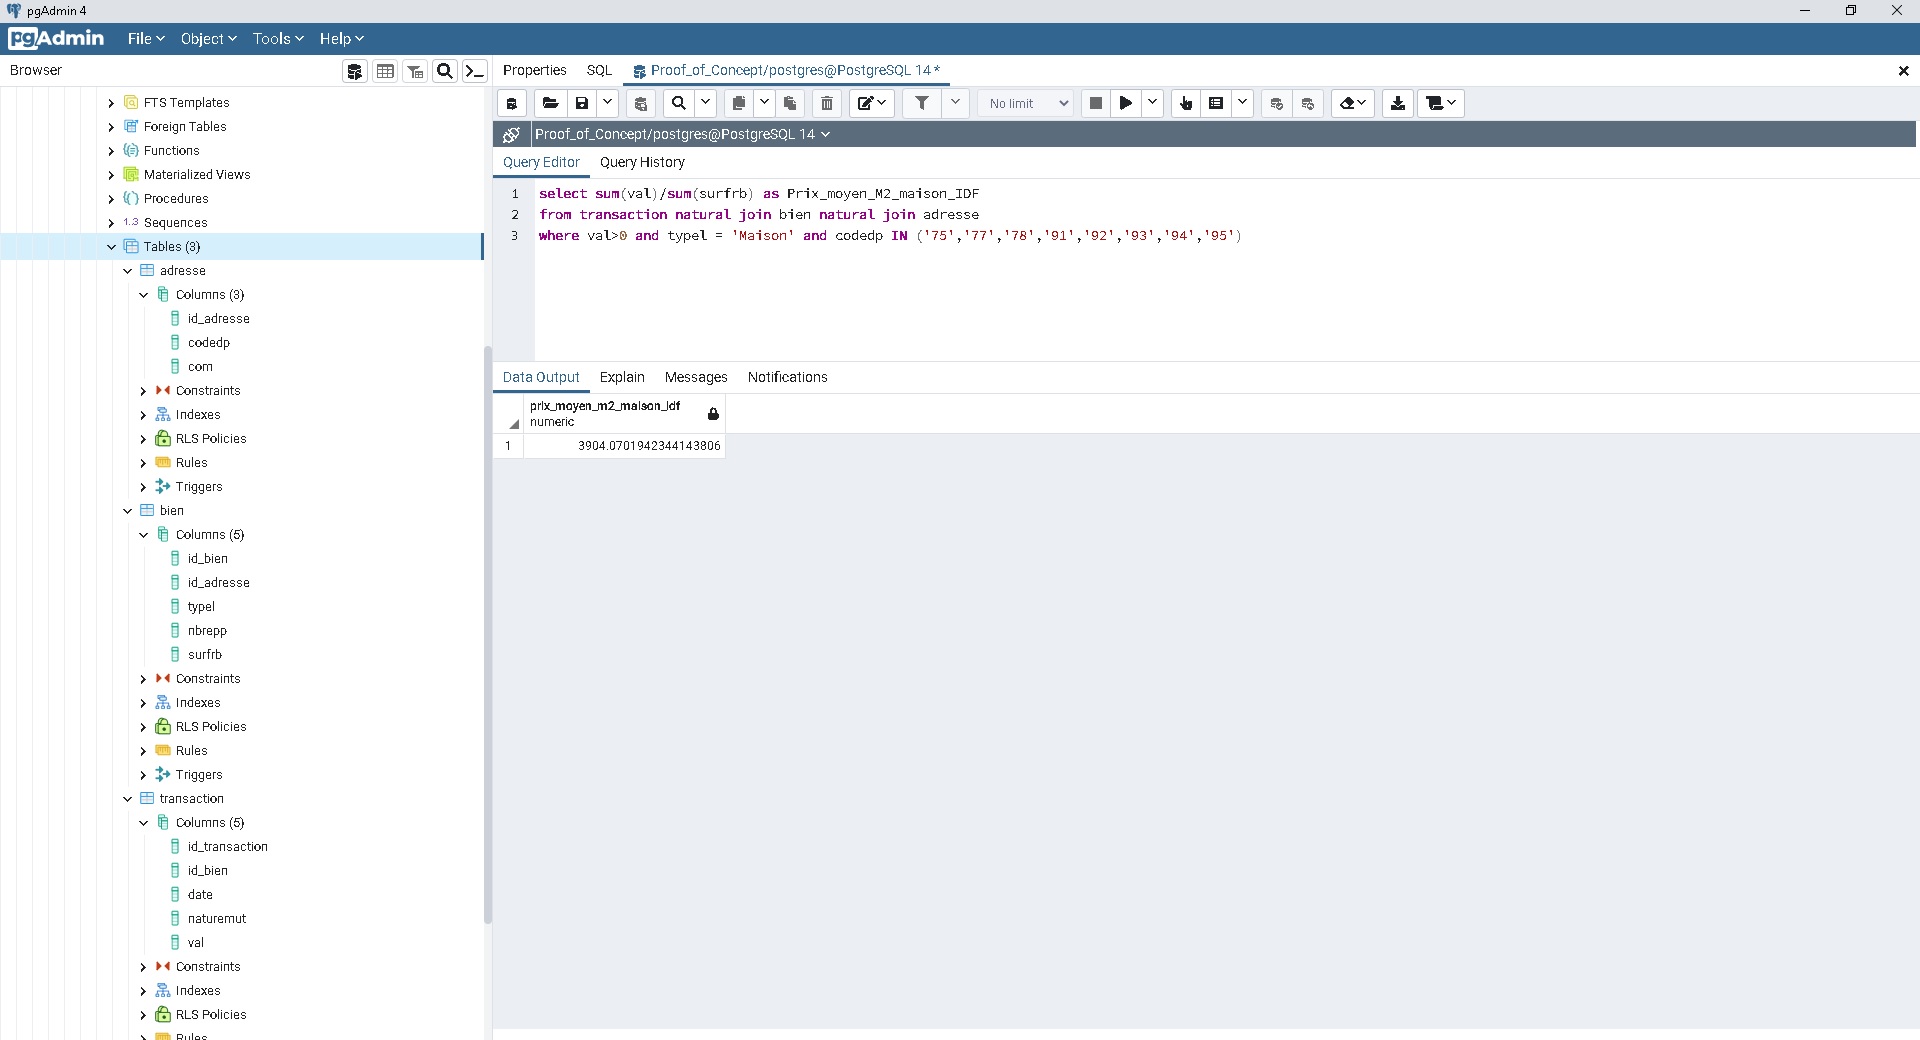 pgAdmin 4
pgAdmin File Object Tools Help
Browser
Properties SQL Proof_of_Concept/postgres@PostgreSQL 14 *
No limit
Proof_of_Concept/postgres@PostgreSQL 14
Query Editor Query History
1 select sum(val)/sum(surfrb) as Prix_moyen_M2_maison_IDF
2 from transaction natural join bien natural join adresse
3 where val>0 and typel = 'Maison' and codedp IN ('75','77','78','91','92','93','94','95')
Data Output Explain Messages Notifications
prix_moyen_m2_maison_idf
numeric
1 3904.0701942344143806
FTS Templates
Foreign Tables
Functions
Materialized Views
Procedures
1..3 Sequences
Tables (3)
adresse
Columns (3)
id_adresse
codedp
com
Constraints
Indexes
RLS Policies
Rules
Triggers
bien
Columns (5)
id_bien
id_adresse
typel
nbrepp
surfrb
Constraints
Indexes
RLS Policies
Rules
Triggers
transaction
Columns (5)
id_transaction
id_bien
date
naturemut
val
Constraints
Indexes
RLS Policies
Rules